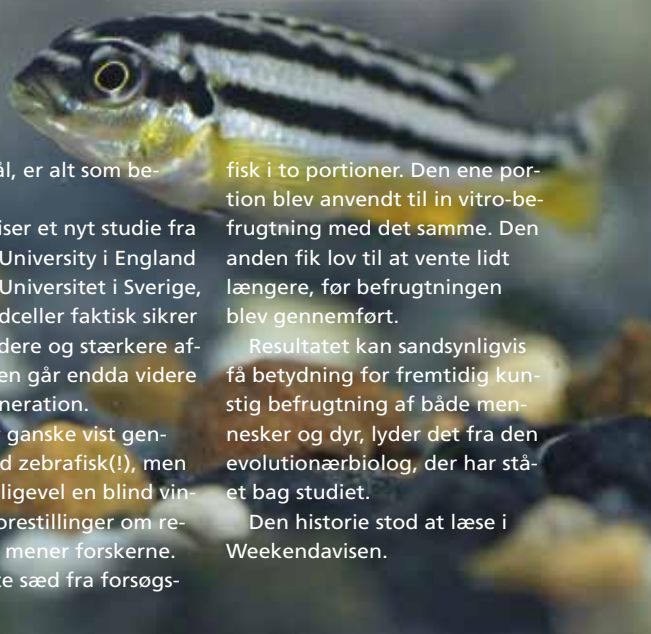 ål, er alt som be-
iser et nyt studie fra
University i England
Universitet i Sverige,
dceller faktisk sikrer
dere og stærkere af-
en går endda videre
neration.
ganske vist gen-
d zebrafisk(!), men
ligevel en blind vin-
orestillinger om re-
mener forskerne.
te sæd fra forsøgs-
fisk i to portioner. Den ene por-
tion blev anvendt til in vitro-be-
frugtning med det samme. Den
anden fik lov til at vente lidt
længere, før befrugtningen
blev gennemført.
Resultatet kan sandsynligvis
få betydning for fremtidig kun-
stig befrugtning af både men-
nesker og dyr, lyder det fra den
evolutionærbiolog, der har stå-
et bag studiet.
Den historie stod at læse i
Weekendavisen.